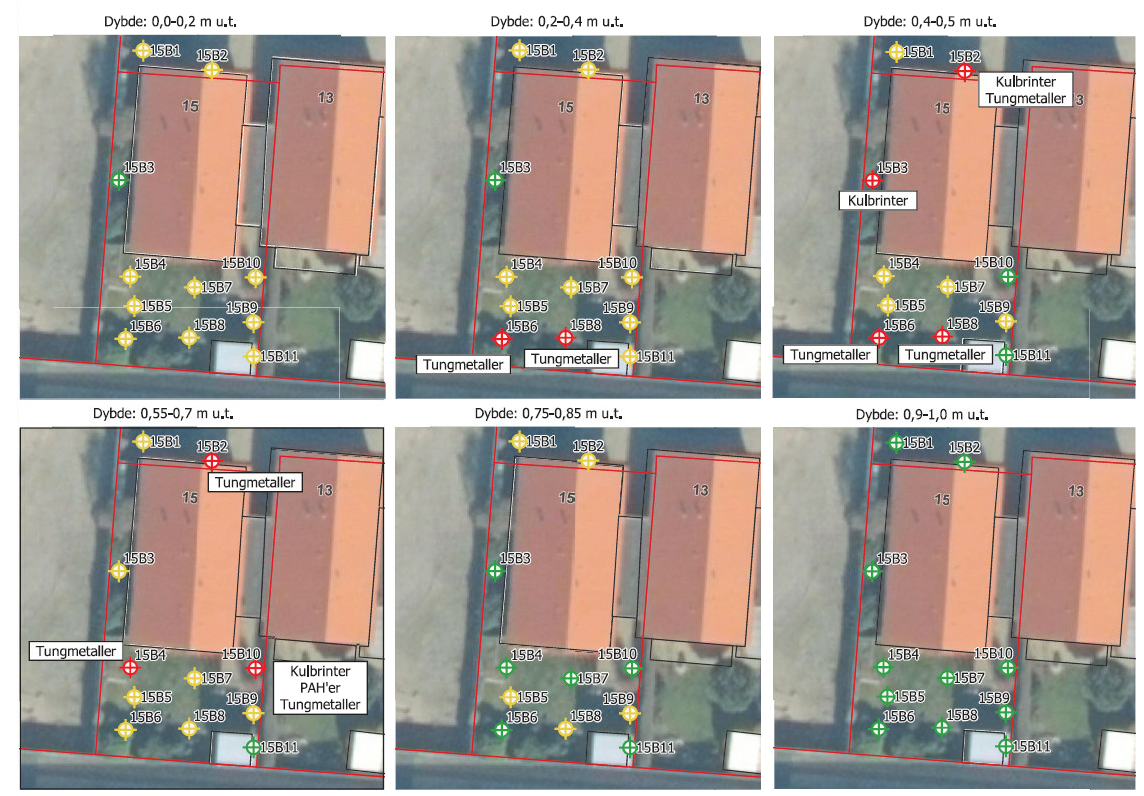 Dybde: 0,0-0,2 m u.t.
15B1
15B2
15
13
15B3
15B4
15B10
15B7
15B5
15B9
15B6
15B8
15B11
Dybde: 0,2-0,4 m u.t.
15B1
15B2
15
13
15B3
15B4
15B10
15B7
15B5
15B9
15B6
15B8
Tungmetaller
Tungmetaller
15B11
Dybde: 0,4-0,5 m u.t.
15B1
15B2
Kulbrinter
Tungmetaller
15
3
15B3
Kulbrinter
15B4
15B10
15B7
15B5
15B9
15B6
15B8
Tungmetaller
Tungmetaller
15B11
Dybde: 0,55-0,7 m u.t.
15B1
15B2
Tungmetaller
15
13
15B3
Tungmetaller
15B4
15B10
Kulbrinter
PAH'er
Tungmetaller
15B7
15B5
15B9
15B6
15B8
15B11
Dybde: 0,75-0,85 m u.t.
15B1
15B2
15
13
15B3
15B4
15B10
15B7
15B5
15B9
15B6
15B8
15B11
Dybde: 0,9-1,0 m u.t.
15B1
15B2
15
13
15B3
15B4
15B10
15B7
15B5
15B9
15B6
15B8
15B11